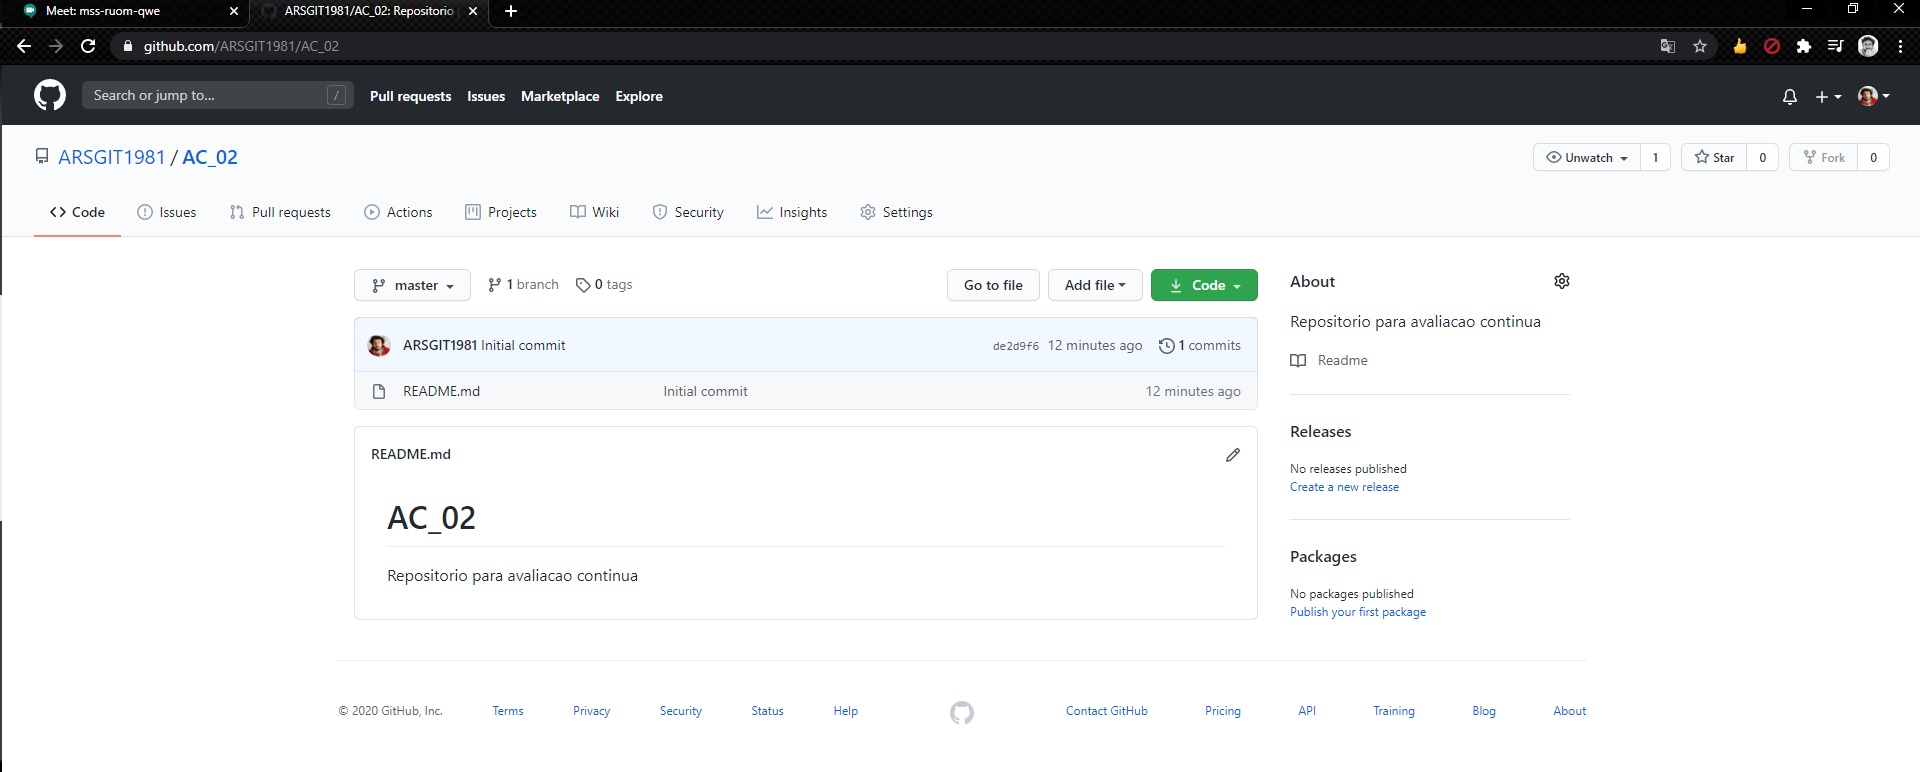 Meet: mss-ruom-qwe
ARSGIT1981/AC_02: Repositorio
github.com/ARSGIT1981/AC_02
Search or jump to... /
Pull requests Issues Marketplace Explore
ARSGIT1981 / AC_02
Unwatch 1 Star 0 Fork 0
Code Issues Pull requests Actions Projects Wiki Security Insights Settings
master 1 branch 0 tags Go to file Add file Code
ARSGIT1981 Initial commit de2d9f6 12 minutes ago 1 commits
README.md Initial commit 12 minutes ago
README.md
AC_02
Repositorio para avaliacao continua
About
Repositorio para avaliacao continua
Readme
Releases
No releases published
Create a new release
Packages
No packages published
Publish your first package
© 2020 GitHub, Inc. Terms Privacy Security Status Help Contact GitHub Pricing API Training Blog About